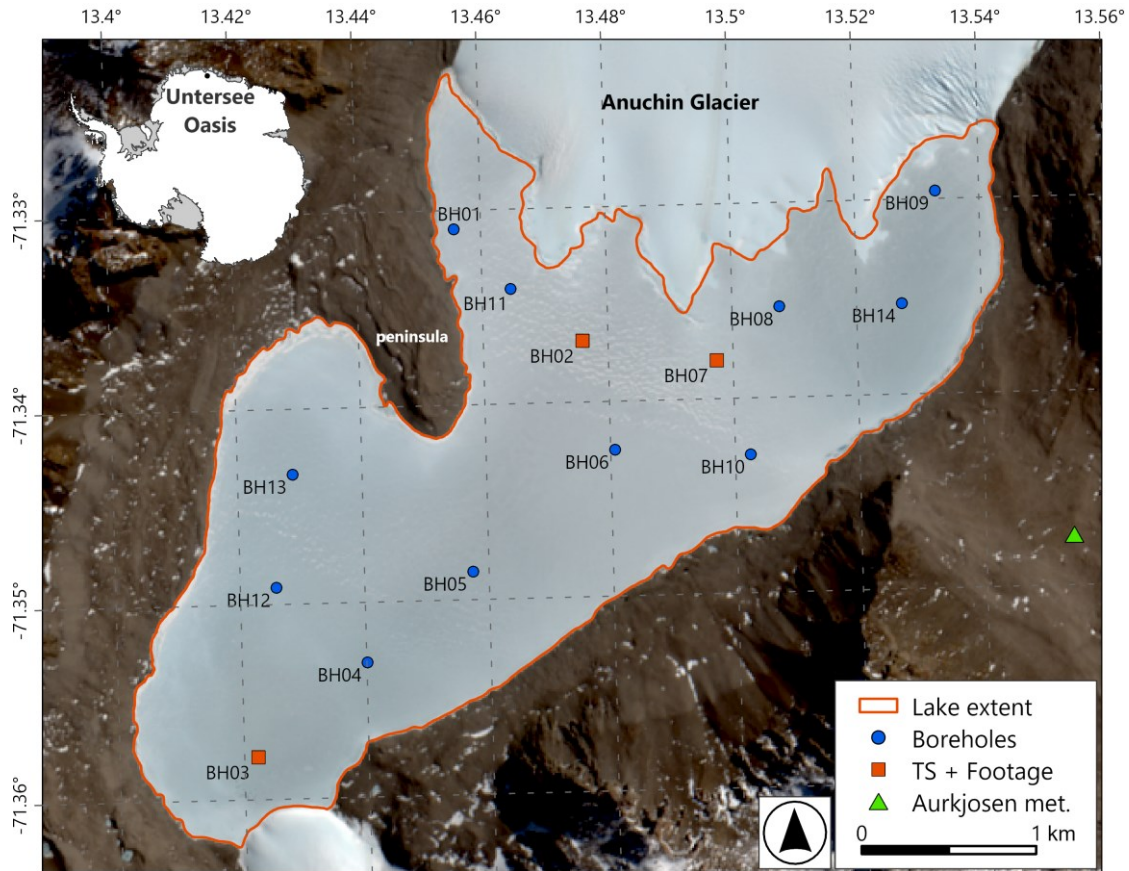 13.4° 13.42° 13.44° 13.46° 13.48° 13.5° 13.52° 13.54° 13.56°
Untersee
Oasis
Anuchin Glacier
-71.33°
BH01
BH09
BH11
BH08
BH14
peninsula
BH02
BH07
-71.34°
BH06
BH10
BH13
BH05
BH12
-71.35°
BH04
BH03
-71.36°
Lake extent
Boreholes
TS + Footage
Aurkjosen met.
0 1 km